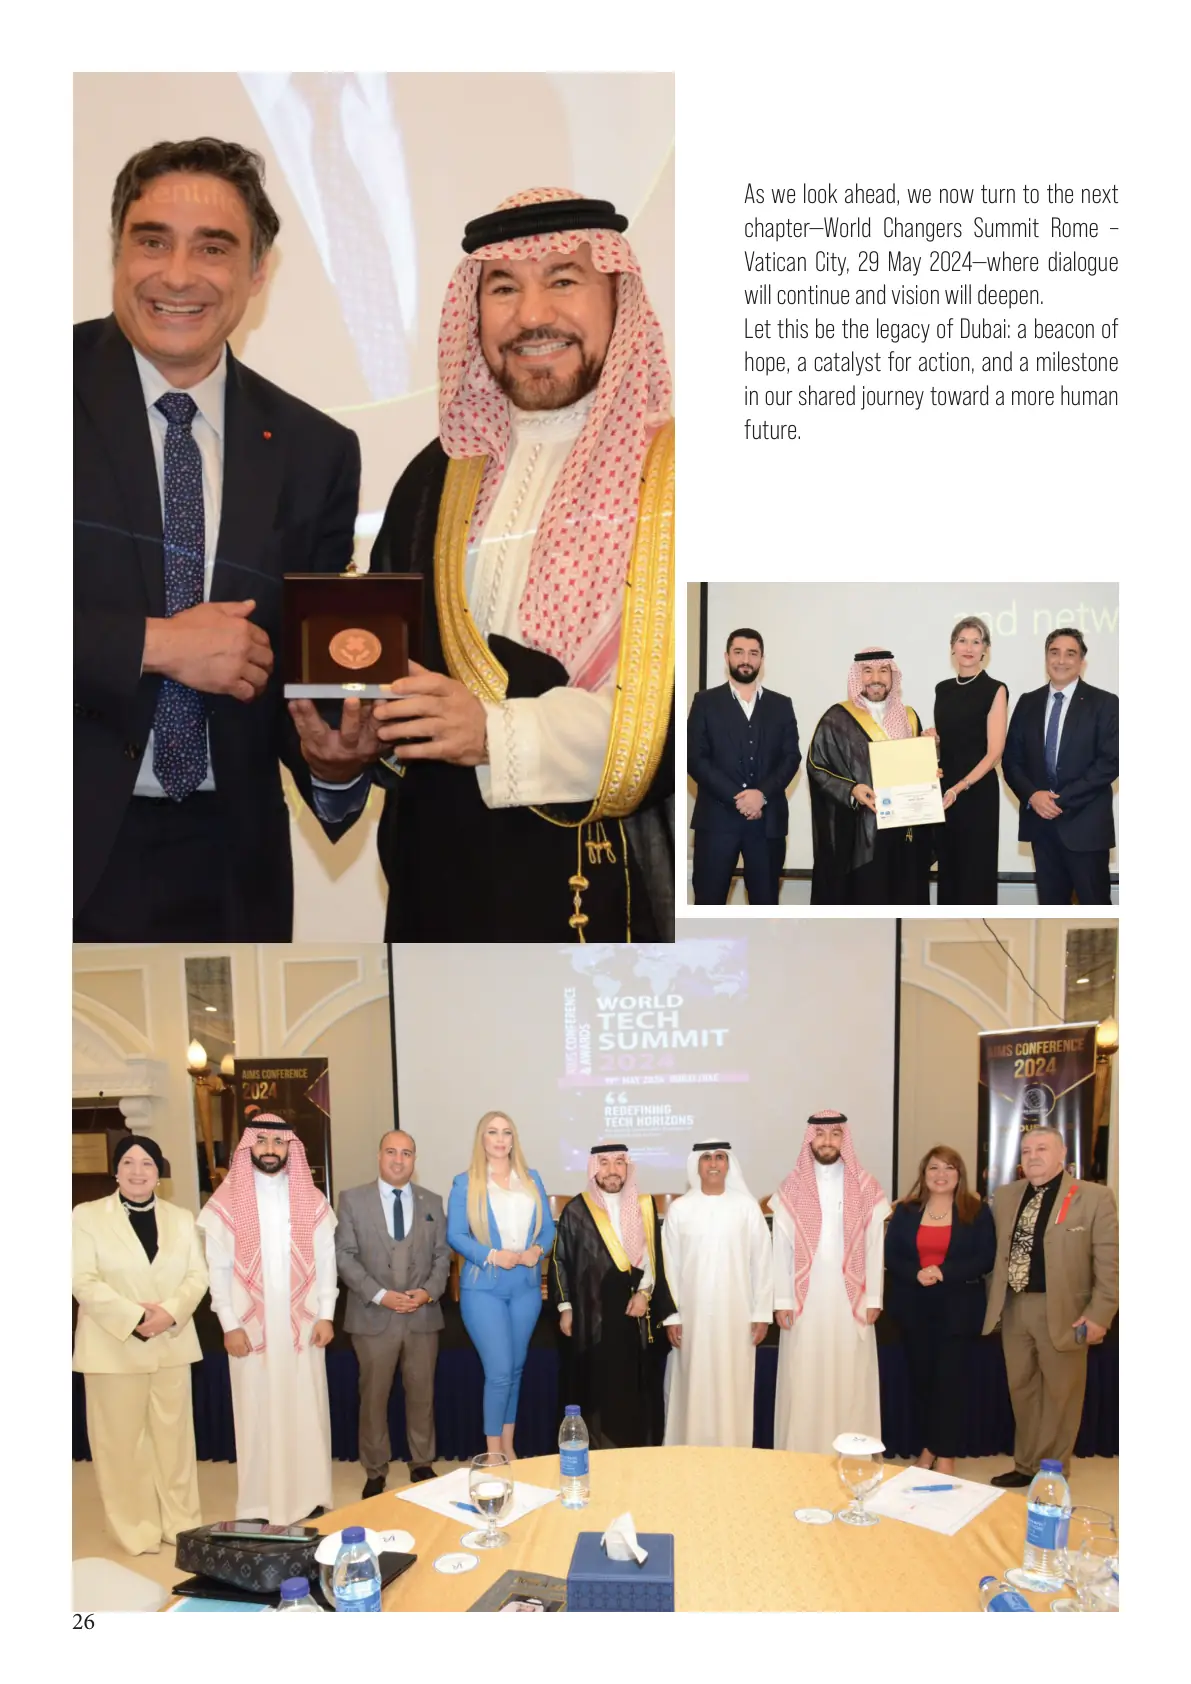 As we look ahead, we now turn to the next
chapter—World Changers Summit Rome –
Vatican City, 29 May 2024—where dialogue
will continue and vision will deepen.
Let this be the legacy of Dubai: a beacon of
hope, a catalyst for action, and a milestone
in our shared journey toward a more human
future.
and netw
AIMS CONFERENCE
& AWARDS
WORLD
TECH
SUMMIT
2024
REDEFINING
TECH HORIZONS
AIMS CONFERENCE
2024
AIMS CONFERENCE
2024
26